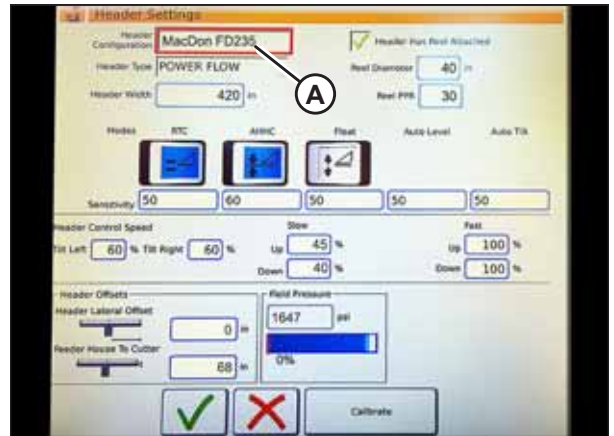 Header Settings
Header Configuration MacDon FD235
Header Has Reel Attached
Header Type POWER FLOW
Reel Diameter 40 in
Header Width 420 in
Reel PPR 30
A
Modes RTC AHHC Float Auto Level Auto Tilt
Sensitivity 50 60 50 50 50
Header Control Speed
Slow
Fast
Tilt Left 60 % Tilt Right 60 %
Up 45 %
Up 100 %
Down 40 %
Down 100 %
Header Offsets
Field Pressure
Header Lateral Offset
0 in
1647 psi
Feeder House To Cutter
68 in
0%
Calibrate